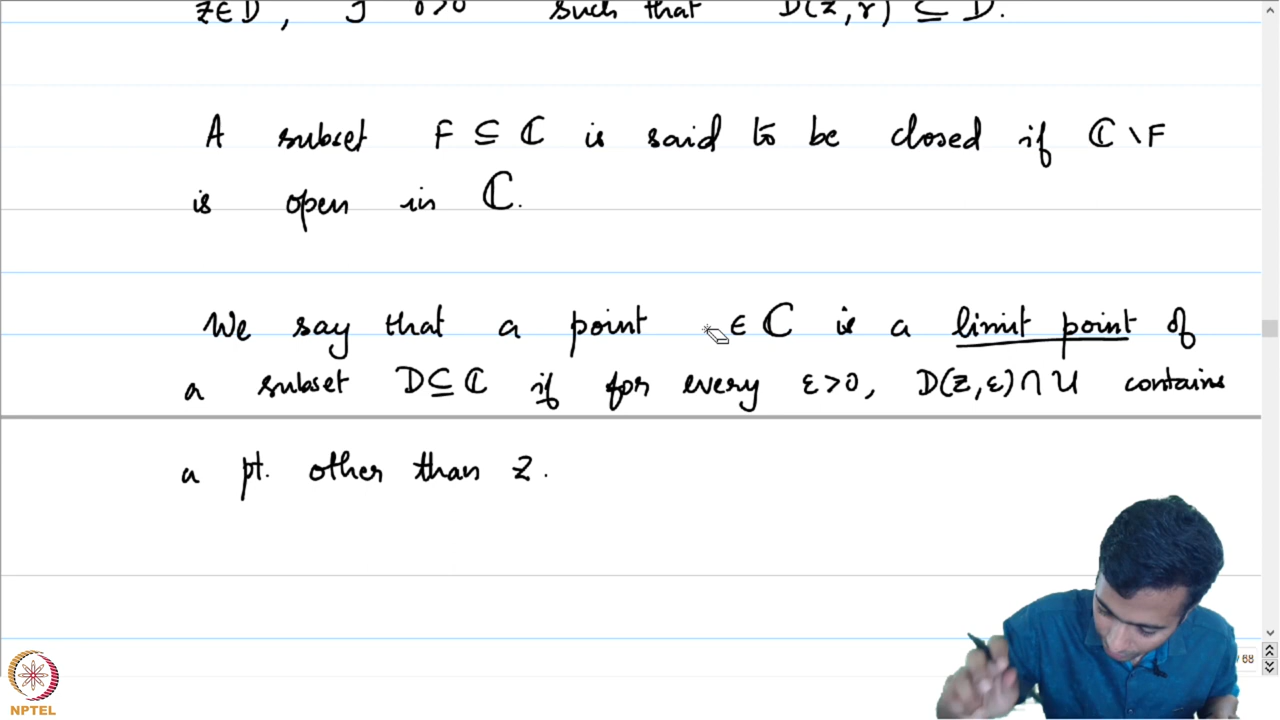 z∈D, ∃ such that D(z,r) ⊆ D.
A subset F ⊆ ℂ is said to be closed if ℂ \ F
is open in ℂ.
We say that a point ∈ ℂ is a limit point of
a subset D ⊆ ℂ if for every ε>0, D(z,ε)∩U contains
a pt. other than z.
/ 68
NPTEL